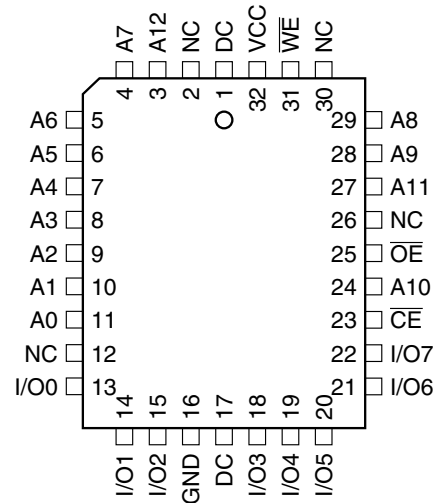 A7 A12 NC DC VCC WE NC
4 3 2 1 32 31 30
A6 5 29 A8
A5 6 28 A9
A4 7 27 A11
A3 8 26 NC
A2 9 25 OE
A1 10 24 A10
A0 11 23 CE
NC 12 22 I/O7
I/O0 13 21 I/O6
14 15 16 17 18 19 20
I/O1 I/O2 GND DC I/O3 I/O4 I/O5